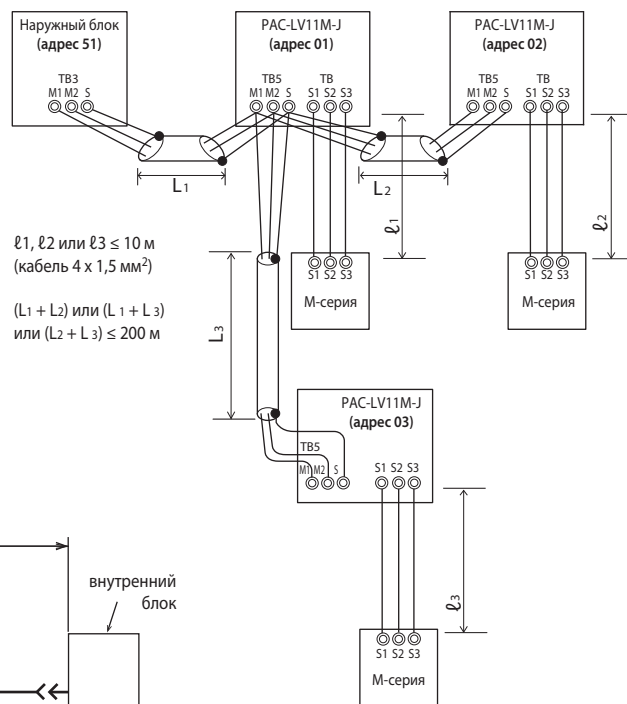 Наружный блок
(адрес 51)
TB3
M1 M2 S
PAC-LV11M-J
(адрес 01)
TB5 TB
M1 M2 S S1 S2 S3
PAC-LV11M-J
(адрес 02)
TB5 TB
M1 M2 S S1 S2 S3
L1
L2
ℓ1
ℓ2
ℓ1, ℓ2 или ℓ3 ≤ 10 м
(кабель 4 x 1,5 мм²)
(L1 + L2) или (L 1 + L 3)
или (L2 + L 3) ≤ 200 м
S1 S2 S3
М-серия
S1 S2 S3
М-серия
L3
PAC-LV11M-J
(адрес 03)
TB5
M1 M2 S
S1 S2 S3
ℓ3
внутренний
блок
S1 S2 S3
М-серия